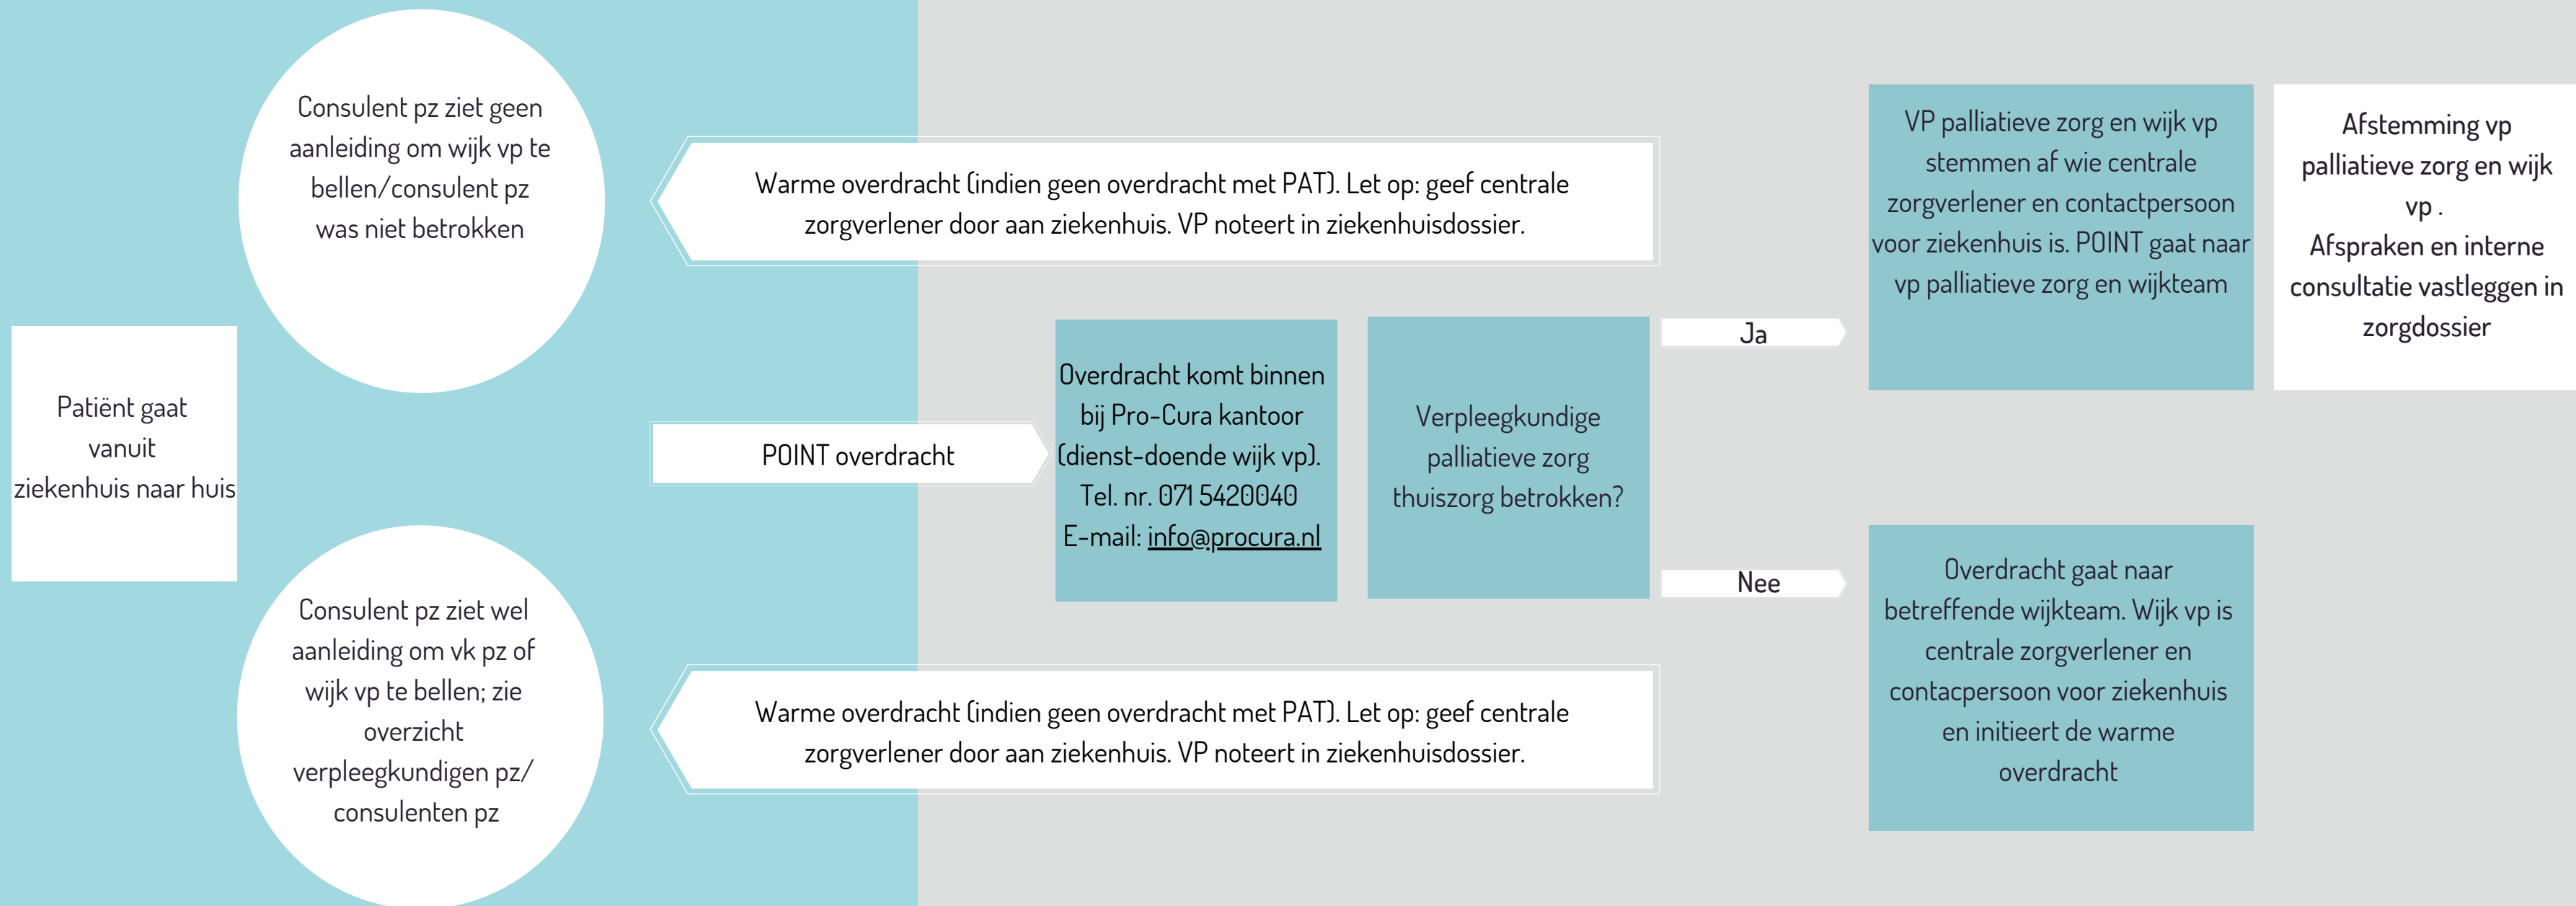 Patiënt gaat
vanuit
ziekenhuis naar huis
Consulent pz ziet geen
aanleiding om wijk vp te
bellen/consulent pz
was niet betrokken
Consulent pz ziet wel
aanleiding om vk pz of
wijk vp te bellen; zie
overzicht
verpleegkundigen pz/
consulenten pz
Warme overdracht (indien geen overdracht met PAT). Let op: geef centrale
zorgverlener door aan ziekenhuis. VP noteert in ziekenhuisdossier.
POINT overdracht
Warme overdracht (indien geen overdracht met PAT). Let op: geef centrale
zorgverlener door aan ziekenhuis. VP noteert in ziekenhuisdossier.
Overdracht komt binnen
bij Pro-Cura kantoor
(dienst-doende wijk vp).
Tel. nr. 071 5420040
E-mail: info@procura.nl
Verpleegkundige
palliatieve zorg
thuiszorg betrokken?
Ja
Nee
VP palliatieve zorg en wijk vp
stemmen af wie centrale
zorgverlener en contactpersoon
voor ziekenhuis is. POINT gaat naar
vp palliatieve zorg en wijkteam
Overdracht gaat naar
betreffende wijkteam. Wijk vp is
centrale zorgverlener en
contacpersoon voor ziekenhuis
en initieert de warme
overdracht
Afstemming vp
palliatieve zorg en wijk
vp .
Afspraken en interne
consultatie vastleggen in
zorgdossier